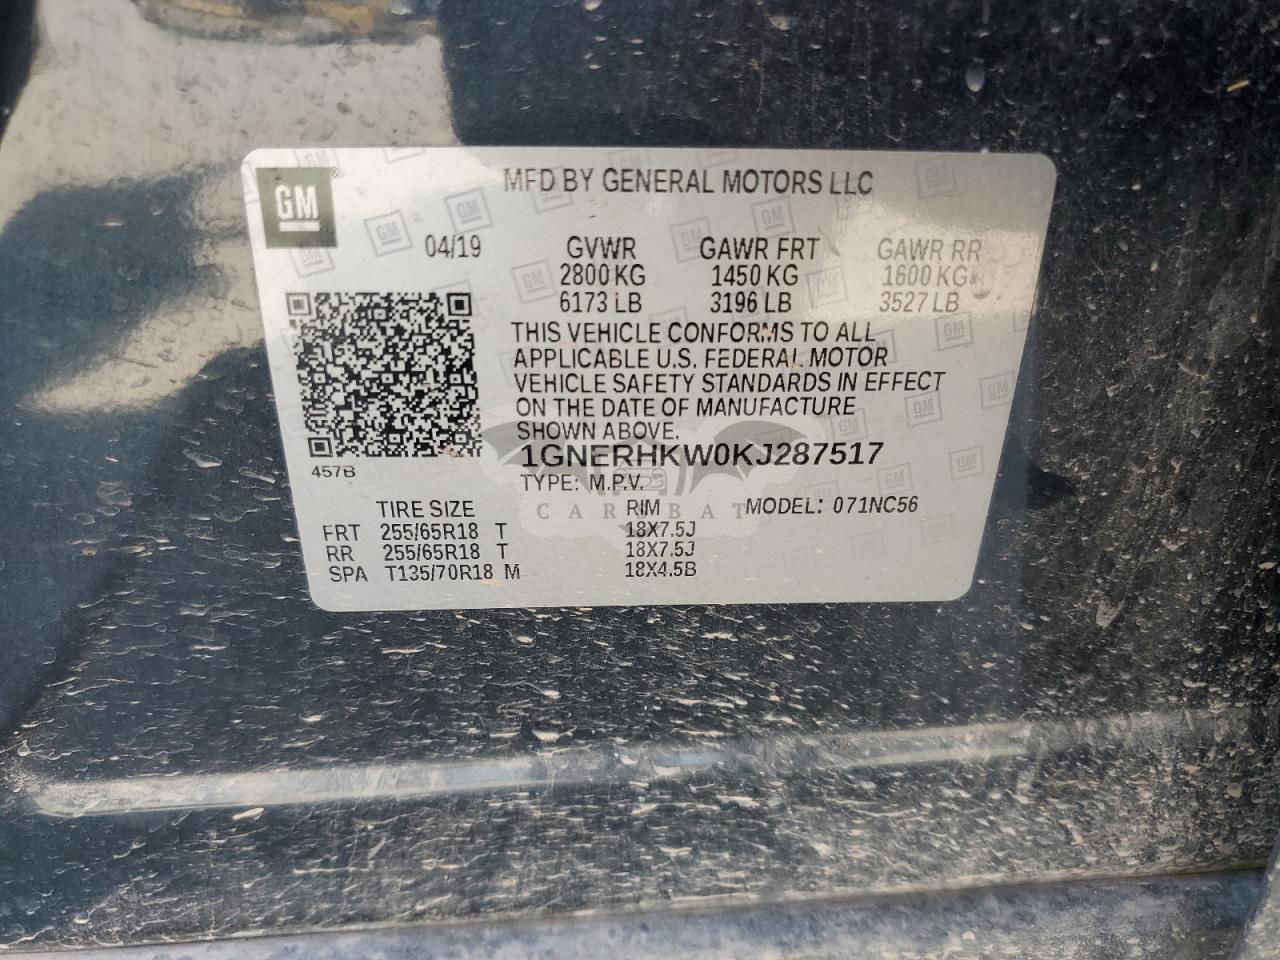 GM
MFD BY GENERAL MOTORS LLC
04/19 GVWR GAWR FRT GAWR RR
2800 KG 1450 KG 1600 KG
6173 LB 3196 LB 3527 LB
THIS VEHICLE CONFORMS TO ALL
APPLICABLE U.S. FEDERAL MOTOR
VEHICLE SAFETY STANDARDS IN EFFECT
ON THE DATE OF MANUFACTURE
SHOWN ABOVE.
1GNERHKW0KJ287517
457B
TYPE: M.P.V.
CAR BAT
TIRE SIZE RIM MODEL: 071NC56
FRT 255/65R18 T 18X7.5J
RR 255/65R18 T 18X7.5J
SPA T135/70R18 M 18X4.5B